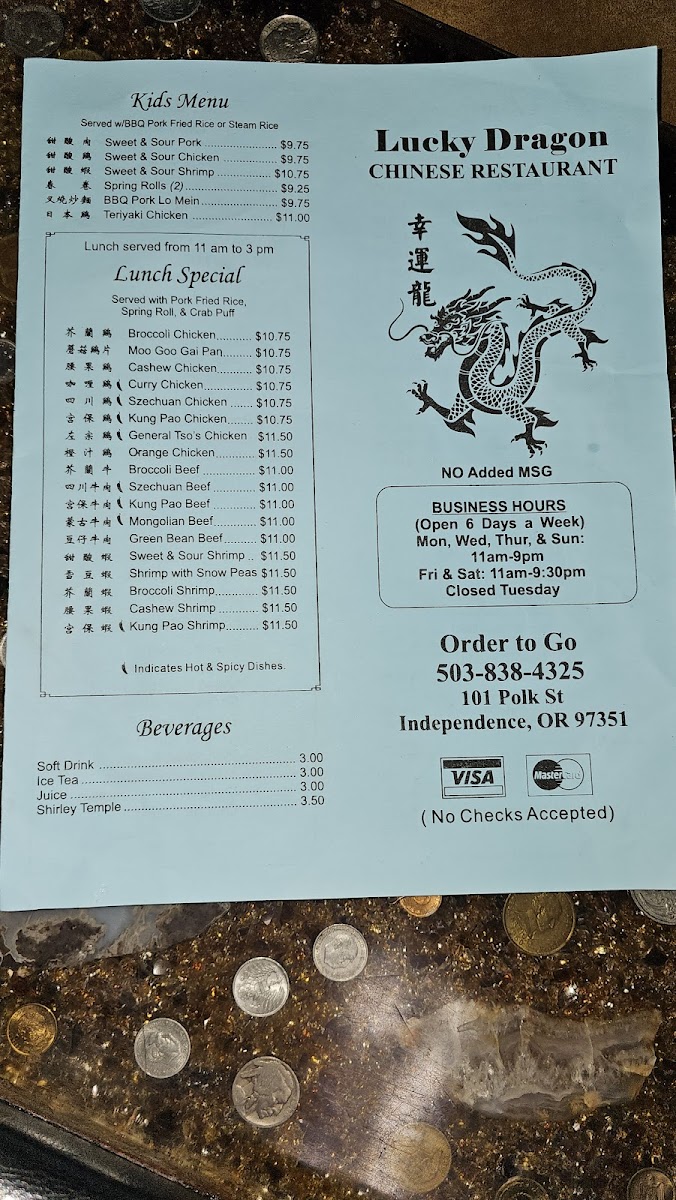 Kids Menu
Served w/BBQ Pork Fried Rice or Steam Rice
甜酸肉 Sweet & Sour Pork ........................ $9.75
甜酸鷄 Sweet & Sour Chicken .................. $9.75
甜酸蝦 Sweet & Sour Shrimp .................. $10.75
春卷 Spring Rolls (2) ............................ $9.25
叉燒炒麵 BBQ Pork Lo Mein ........................ $9.75
日本鷄 Teriyaki Chicken .......................... $11.00
Lunch served from 11 am to 3 pm
Lunch Special
Served with Pork Fried Rice,
Spring Roll, & Crab Puff
芥蘭鷄 Broccoli Chicken........... $10.75
蘑菇鷄片 Moo Goo Gai Pan......... $10.75
腰果鷄 Cashew Chicken........... $10.75
咖喱鷄 Curry Chicken............... $10.75
四川鷄 Szechuan Chicken ....... $10.75
宮保鷄 Kung Pao Chicken......... $10.75
左宗鷄 General Tso's Chicken $11.50
橙汁鷄 Orange Chicken............ $11.50
芥蘭牛 Broccoli Beef ................ $11.00
四川牛肉 Szechuan Beef ............. $11.00
宮保牛肉 Kung Pao Beef.............. $11.00
蒙古牛肉 Mongolian Beef............. $11.00
豆仔牛肉 Green Bean Beef........... $11.00
甜酸蝦 Sweet & Sour Shrimp .. $11.50
雪豆蝦 Shrimp with Snow Peas $11.50
芥蘭蝦 Broccoli Shrimp............. $11.50
腰果蝦 Cashew Shrimp ............ $11.50
宮保蝦 Kung Pao Shrimp.......... $11.50
Indicates Hot & Spicy Dishes.
Beverages
Soft Drink .................................................. 3.00
Ice Tea ...................................................... 3.00
Juice ......................................................... 3.00
Shirley Temple ............................................ 3.50
Lucky Dragon
CHINESE RESTAURANT
幸運龍
NO Added MSG
BUSINESS HOURS
(Open 6 Days a Week)
Mon, Wed, Thur, & Sun:
11am-9pm
Fri & Sat: 11am-9:30pm
Closed Tuesday
Order to Go
503-838-4325
101 Polk St
Independence, OR 97351
VISA
MasterCard
( No Checks Accepted)